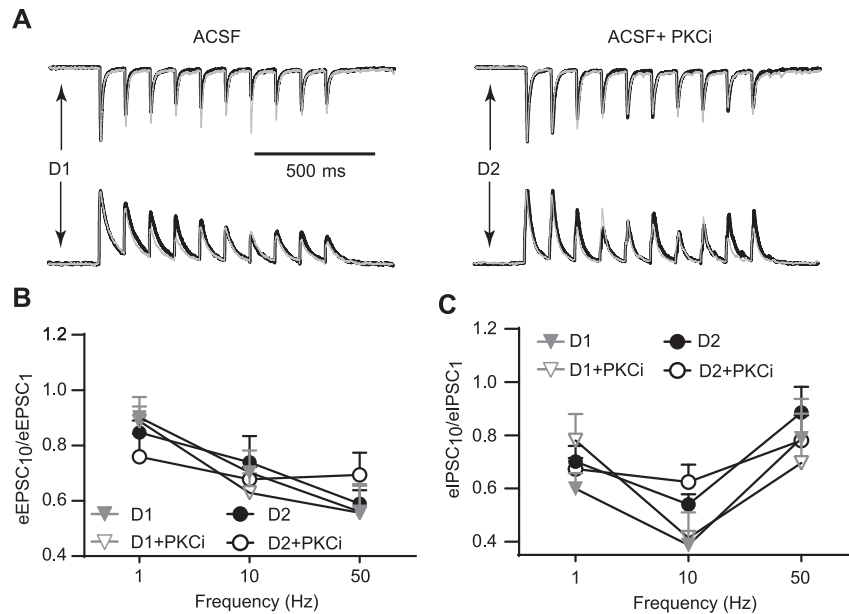 A
ACSF
ACSF+ PKCi
D1
500 ms
D2
B
1.2
1.0
0.8
0.6
0.4
eEPSC10/eEPSC1
D1
D2
D1+PKCi
D2+PKCi
1
10
50
Frequency (Hz)
C
1.2
1.0
0.8
0.6
0.4
eIPSC10/eIPSC1
D1
D2
D1+PKCi
D2+PKCi
1
10
50
Frequency (Hz)